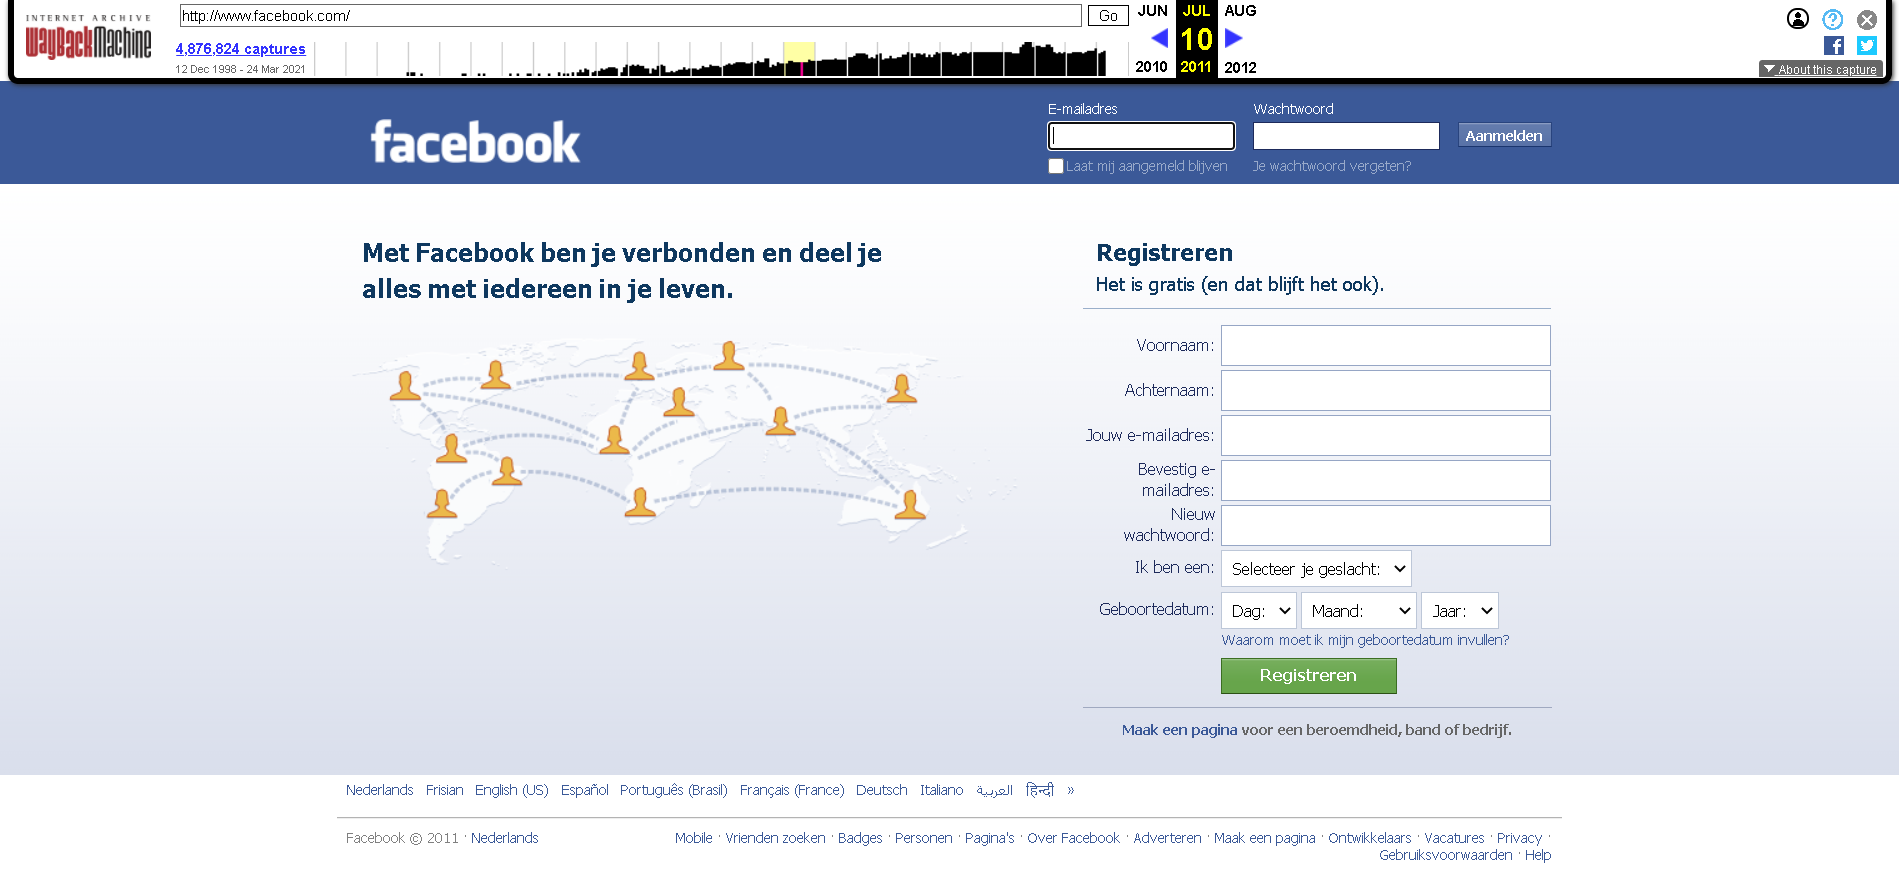 INTERNET ARCHIVE
WayBackMachine
http://www.facebook.com/
Go
JUN
JUL
AUG
4,876,824 captures
10
12 Dec 1998 - 24 Mar 2021
2010
2011
2012
About this capture
facebook
E-mailadres
Wachtwoord
Aanmelden
Laat mij aangemeld blijven
Je wachtwoord vergeten?
Met Facebook ben je verbonden en deel je
alles met iedereen in je leven.
Registreren
Het is gratis (en dat blijft het ook).
Voornaam:
Achternaam:
Jouw e-mailadres:
Bevestig e-
mailadres:
Nieuw
wachtwoord:
Ik ben een:
Selecteer je geslacht:
Geboortedatum:
Dag:
Maand:
Jaar:
Waarom moet ik mijn geboortedatum invullen?
Registreren
Maak een pagina voor een beroemdheid, band of bedrijf.
Nederlands Frisian English (US) Español Português (Brasil) Français (France) Deutsch Italiano العربية हिन्दी »
Facebook © 2011 · Nederlands
Mobile · Vrienden zoeken · Badges · Personen · Pagina's · Over Facebook · Adverteren · Maak een pagina · Ontwikkelaars · Vacatures · Privacy ·
Gebruiksvoorwaarden · Help